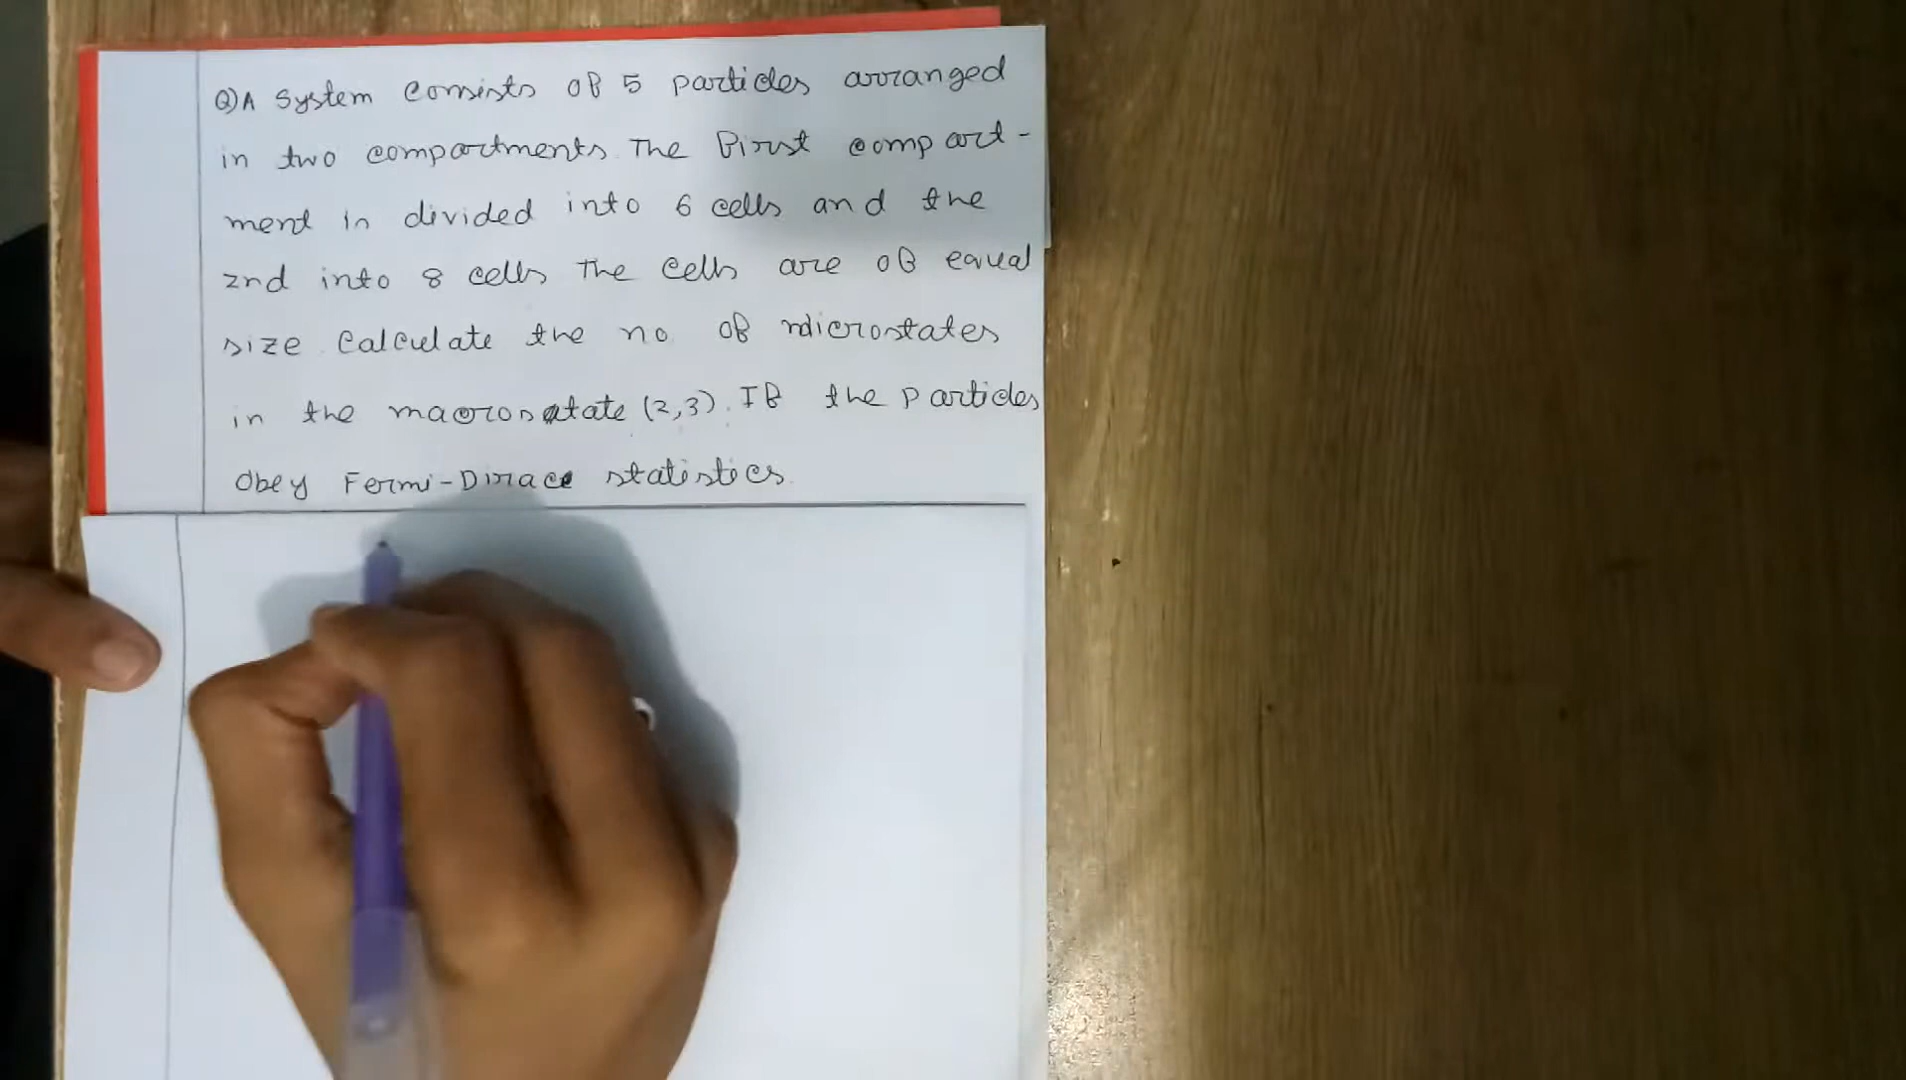 Q) A System consists of 5 particles arranged
in two compartments. The first compart-
ment is divided into 6 cells and the
2nd into 8 cells The cells are of equal
size. Calculate the no. of microstates
in the macrostate (2,3). If the particles
obey Fermi-Dirac statistics.